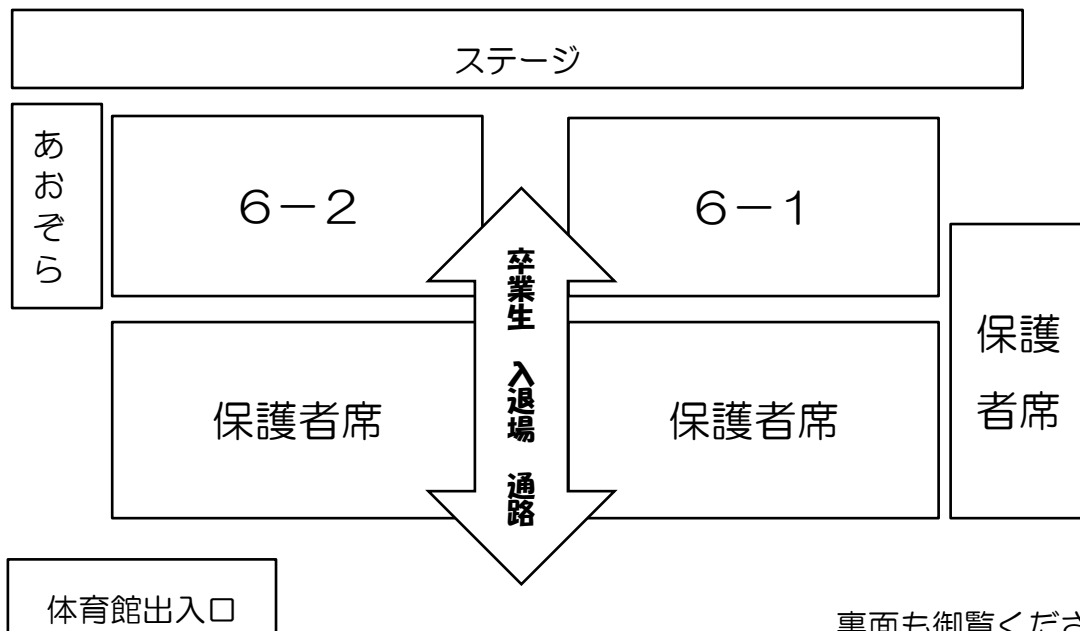 ステージ
あおぞら
6-2
6-1
卒業生 入退場 通路
保護者席
保護者席
保護
者席
体育館出入口
裏面も御覧くださ